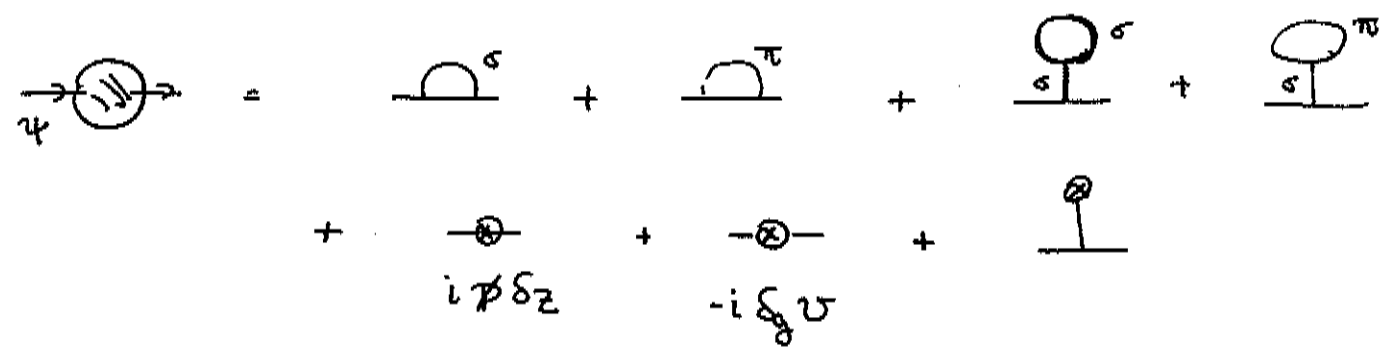 ψ = σ + π + σ σ + σ π
+ + +
i p̸ δ_Z -i δ_g v